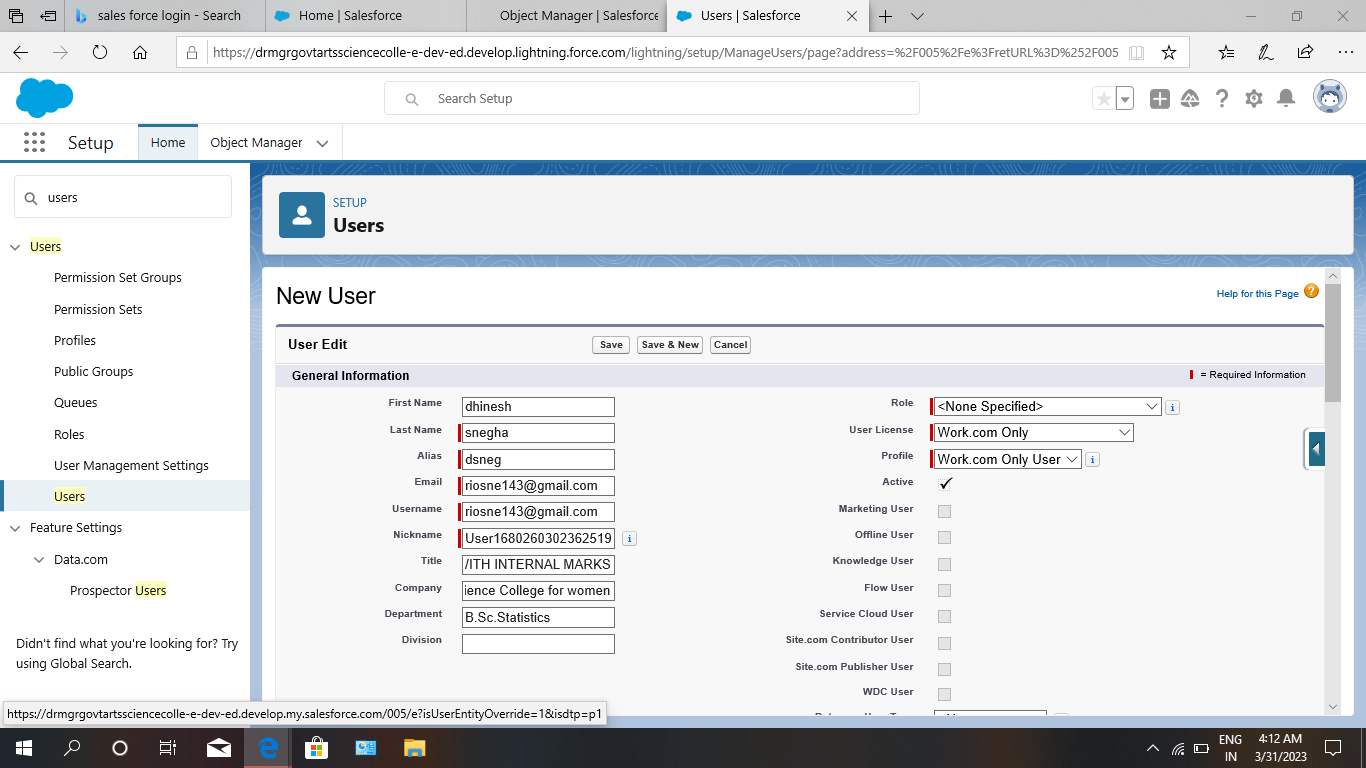 sales force login - Search
Home | Salesforce
Object Manager | Salesforce
Users | Salesforce
https://drmgrgovtartssciencecolle-e-dev-ed.develop.lightning.force.com/lightning/setup/ManageUsers/page?address=%2F005%2Fe%3FretURL%3D%252F005
Search Setup
Setup
Home
Object Manager
users
Users
Permission Set Groups
Permission Sets
Profiles
Public Groups
Queues
Roles
User Management Settings
Users
Feature Settings
Data.com
Prospector Users
Didn't find what you're looking for? Try
using Global Search.
SETUP
Users
New User
Help for this Page
User Edit
Save
Save & New
Cancel
General Information
= Required Information
First Name dhinesh
Last Name snegha
Alias dsneg
Email riosne143@gmail.com
Username riosne143@gmail.com
Nickname User1680260302362519
Title WITH INTERNAL MARKS
Company ience College for women
Department B.Sc.Statistics
Division
Role <None Specified>
User License Work.com Only
Profile Work.com Only User
Active
Marketing User
Offline User
Knowledge User
Flow User
Service Cloud User
Site.com Contributor User
Site.com Publisher User
WDC User
https://drmgrgovtartssciencecolle-e-dev-ed.develop.my.salesforce.com/005/e?isUserEntityOverride=1&isdtp=p1
ENG
IN
4:12 AM
3/31/2023